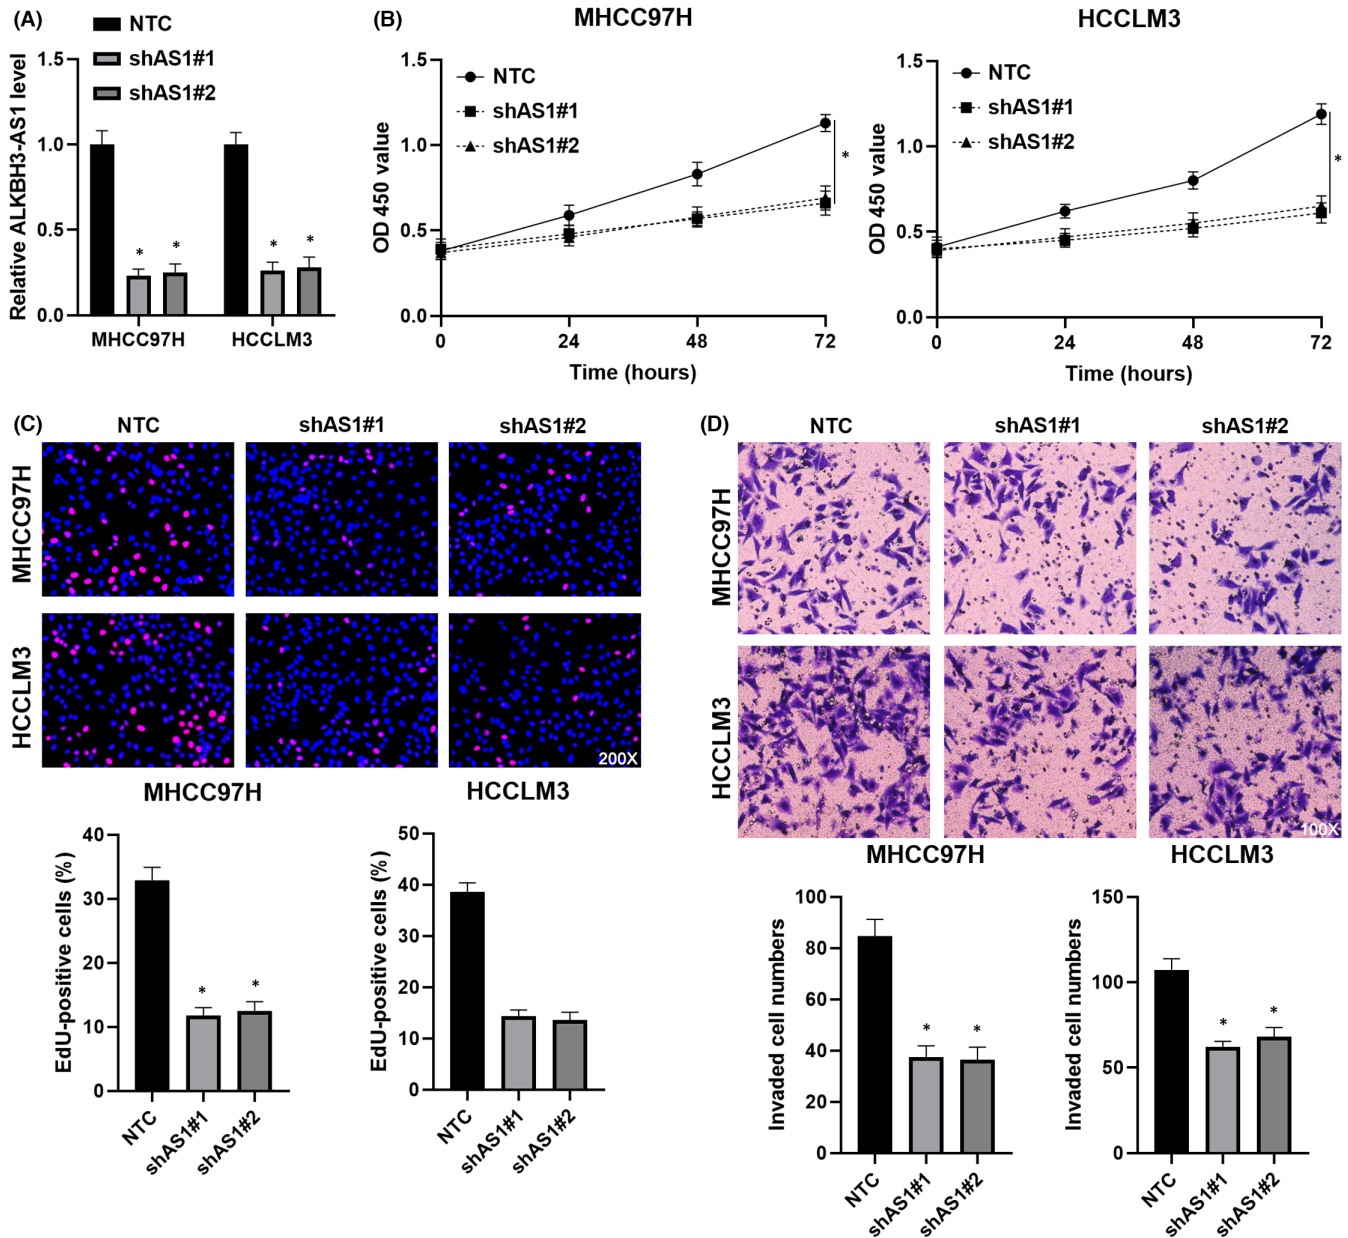 (A)
NTC
shAS1#1
shAS1#2
Relative ALKBH3-AS1 level
1.5
1.0
0.5
0.0
* * * *
MHCC97H HCCLM3
(B)
MHCC97H
NTC
shAS1#1
shAS1#2
OD 450 value
1.5
1.0
0.5
0.0
*
0 24 48 72
Time (hours)
HCCLM3
NTC
shAS1#1
shAS1#2
OD 450 value
1.5
1.0
0.5
0.0
*
0 24 48 72
Time (hours)
(C)
NTC shAS1#1 shAS1#2
MHCC97H
HCCLM3
200X
MHCC97H
EdU-positive cells (%)
40
30
20
10
0
* *
NTC shAS1#1 shAS1#2
HCCLM3
EdU-positive cells (%)
50
40
30
20
10
0
NTC shAS1#1 shAS1#2
(D)
NTC shAS1#1 shAS1#2
MHCC97H
HCCLM3
100X
MHCC97H
Invaded cell numbers
100
80
60
40
20
0
* *
NTC shAS1#1 shAS1#2
HCCLM3
Invaded cell numbers
150
100
50
0
* *
NTC shAS1#1 shAS1#2